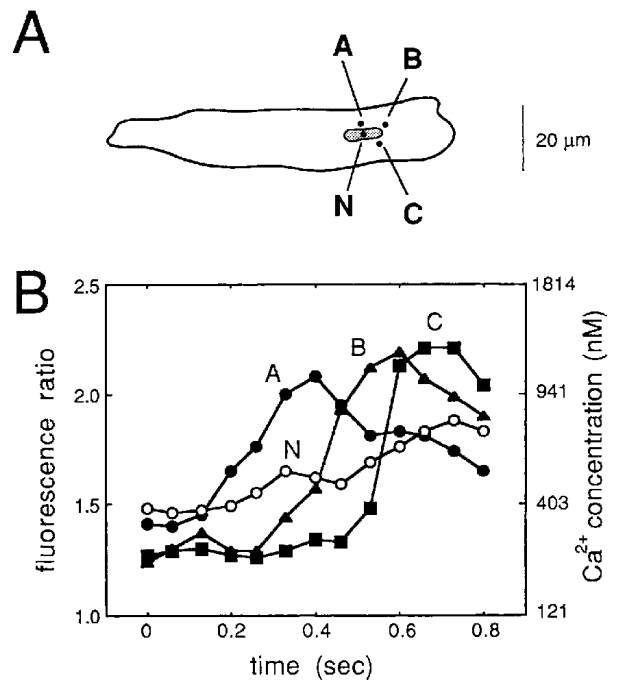 A
A
B
20 μm
N
C
B
2.5
2.0
1.5
1.0
fluorescence ratio
1814
941
403
121
Ca2+ concentration (nM)
A
B
C
N
0
0.2
0.4
0.6
0.8
time (sec)